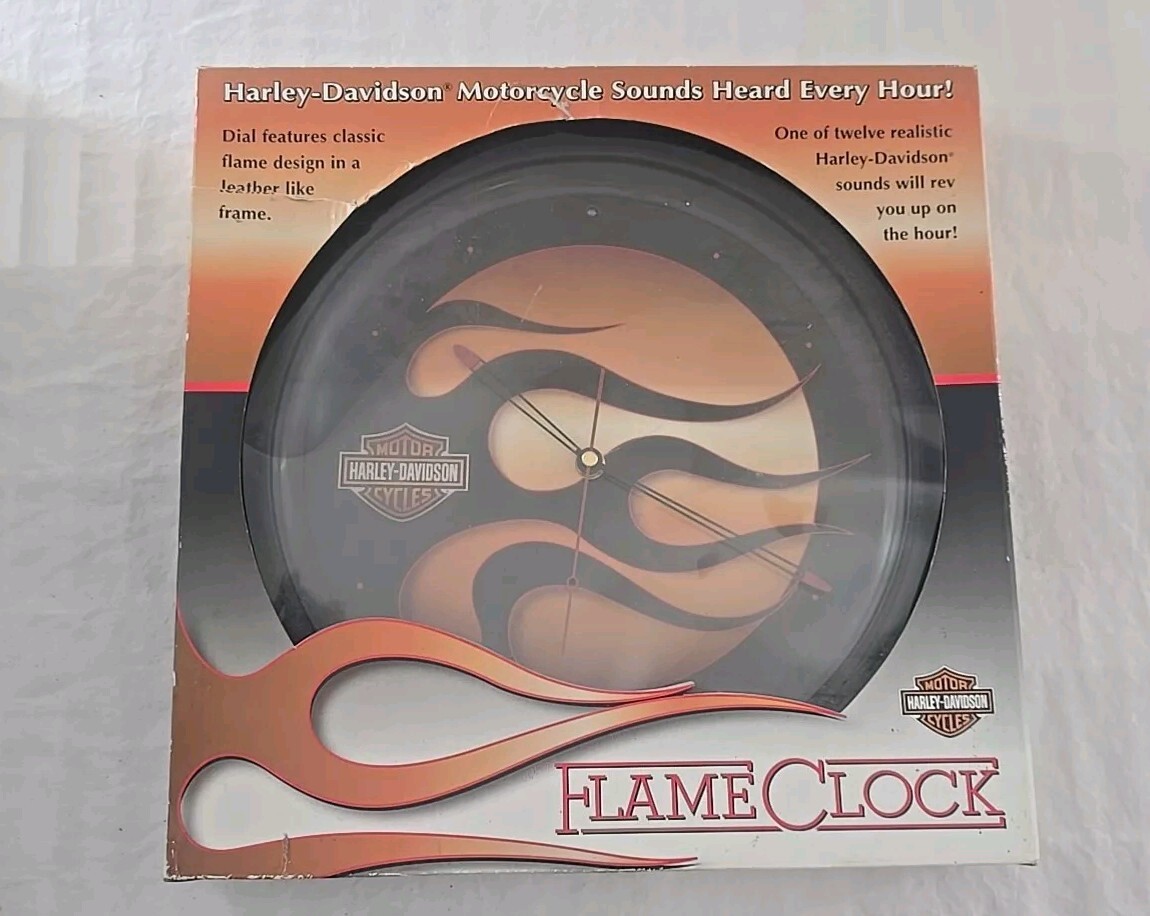 Harley-Davidson® Motorcycle Sounds Heard Every Hour!
Dial features classic
flame design in a
leather like
frame.
One of twelve realistic
Harley-Davidson®
sounds will rev
you up on
the hour!
MOTOR
HARLEY-DAVIDSON
CYCLES
MOTOR
HARLEY-DAVIDSON
CYCLES
FLAME CLOCK